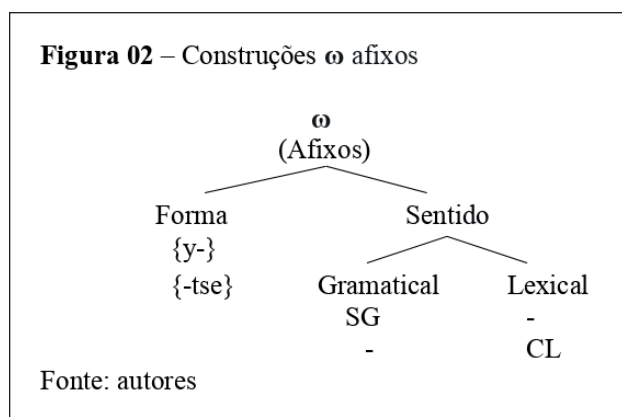 Figura 02 – Construções ω afixos
ω
(Afixos)
Forma Sentido
{y-}
{-tse} Gramatical Lexical
SG -
- CL
Fonte: autores